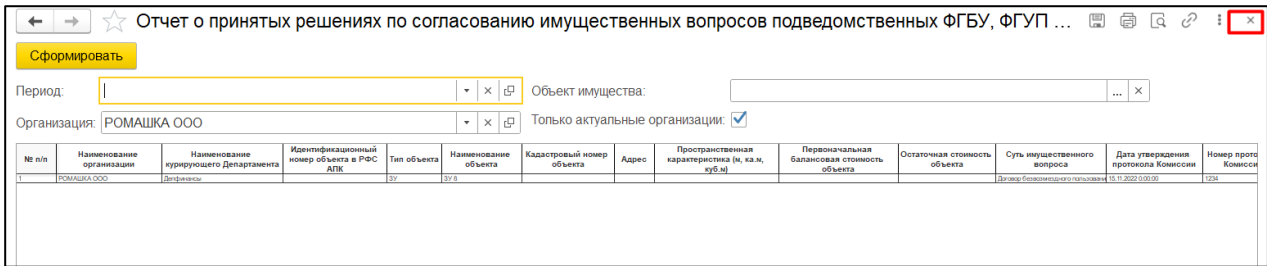 Отчет о принятых решениях по согласованию имущественных вопросов подведомственных ФГБУ, ФГУП ...
Сформировать
Период:
Объект имущества:
Организация: РОМАШКА ООО
Только актуальные организации:
№ п/п
Наименование
организации
Наименование
курирующего Департамента
Идентификационный
номер объекта в РФС
АПК
Тип объекта
Наименование
объекта
Кадастровый номер
объекта
Адрес
Пространственная
характеристика (м, ка.м,
куб.м)
Первоначальная
балансовая стоимость
объекта
Остаточная стоимость
объекта
Суть имущественного
вопроса
Дата утверждения
протокола Комиссии
Номер прото
Комисси
1 РОМАШКА ООО Депфинансы ЗУ ЗУ 8 Договор безвозмездного пользовани 15.11.2022 0:00:00 1234